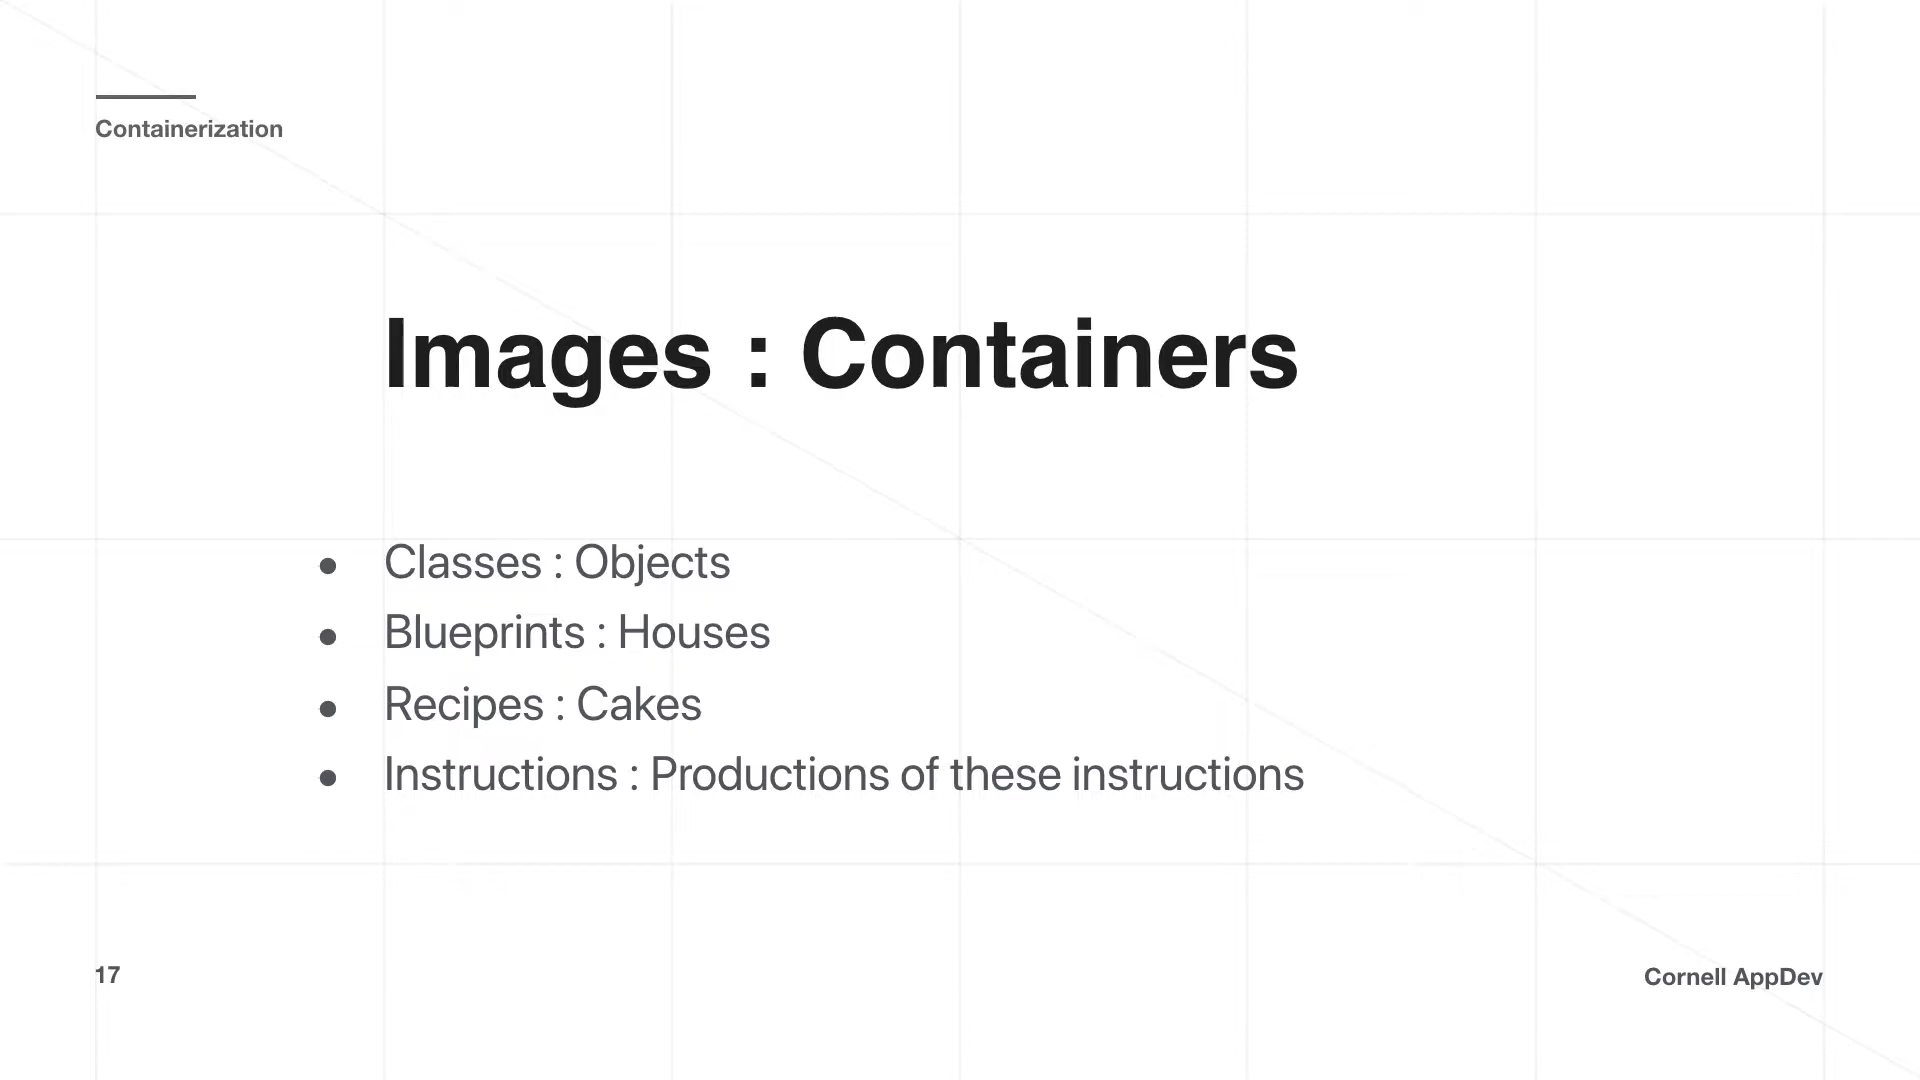 Containerization
Images : Containers
● Classes : Objects
● Blueprints : Houses
● Recipes : Cakes
● Instructions : Productions of these instructions
17
Cornell AppDev